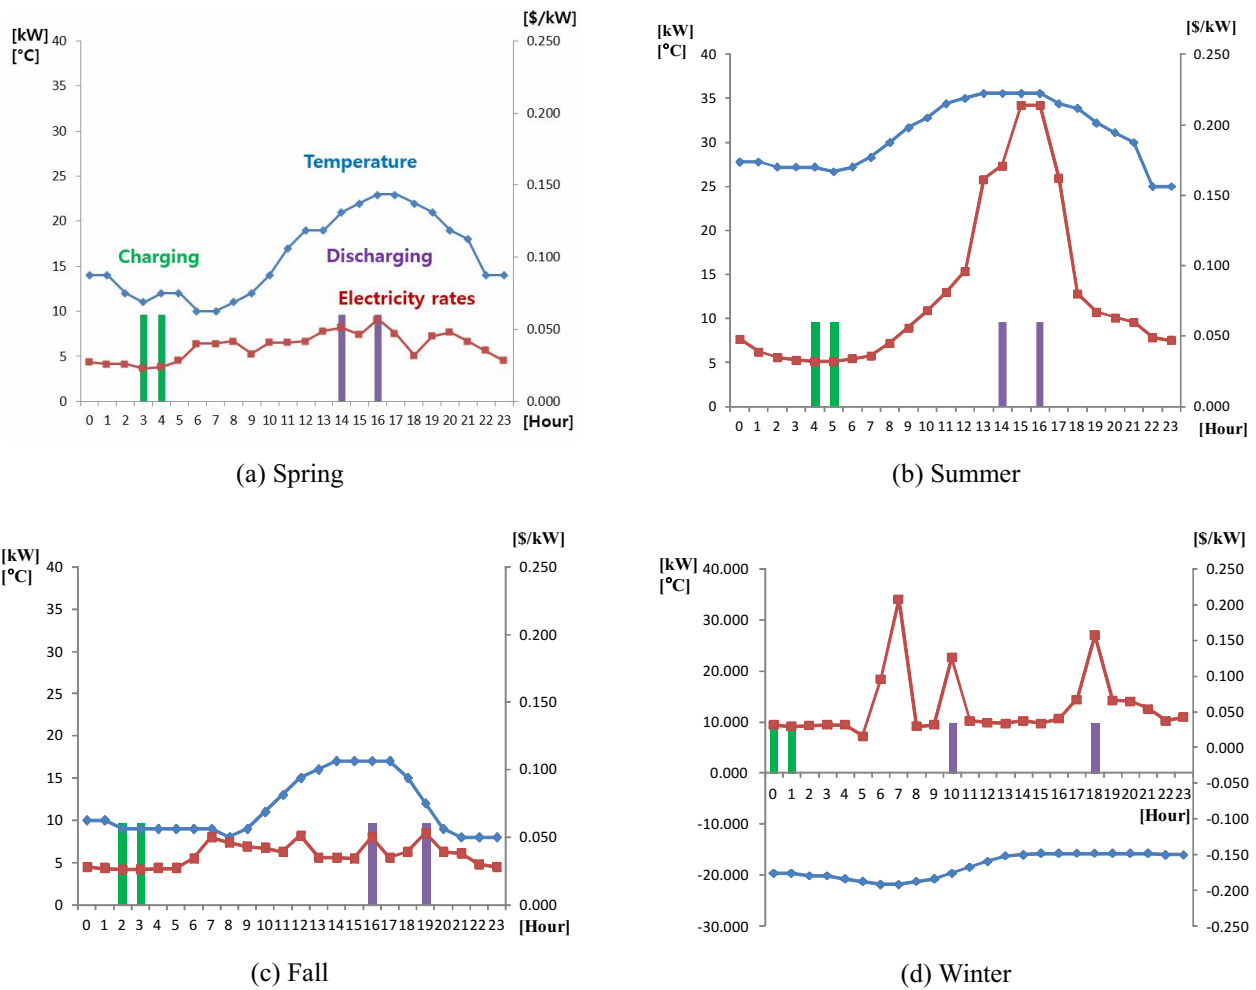 [kW]
[°C]
[$/kW]
40
35
30
25
20
15
10
5
0
0.250
0.200
0.150
0.100
0.050
0.000
Temperature
Charging
Discharging
Electricity rates
0 1 2 3 4 5 6 7 8 9 10 11 12 13 14 15 16 17 18 19 20 21 22 23
[Hour]
(a) Spring
[kW]
[°C]
[$/kW]
40
35
30
25
20
15
10
5
0
0.250
0.200
0.150
0.100
0.050
0.000
0 1 2 3 4 5 6 7 8 9 10 11 12 13 14 15 16 17 18 19 20 21 22 23
[Hour]
(b) Summer
[kW]
[°C]
[$/kW]
40
35
30
25
20
15
10
5
0
0.250
0.200
0.150
0.100
0.050
0.000
0 1 2 3 4 5 6 7 8 9 10 11 12 13 14 15 16 17 18 19 20 21 22 23
[Hour]
(c) Fall
[kW]
[°C]
[$/kW]
40.000
30.000
20.000
10.000
0.000
-10.000
-20.000
-30.000
0.250
0.200
0.150
0.100
0.050
0.000
-0.050
-0.100
-0.150
-0.200
-0.250
0 1 2 3 4 5 6 7 8 9 10 11 12 13 14 15 16 17 18 19 20 21 22 23
[Hour]
(d) Winter